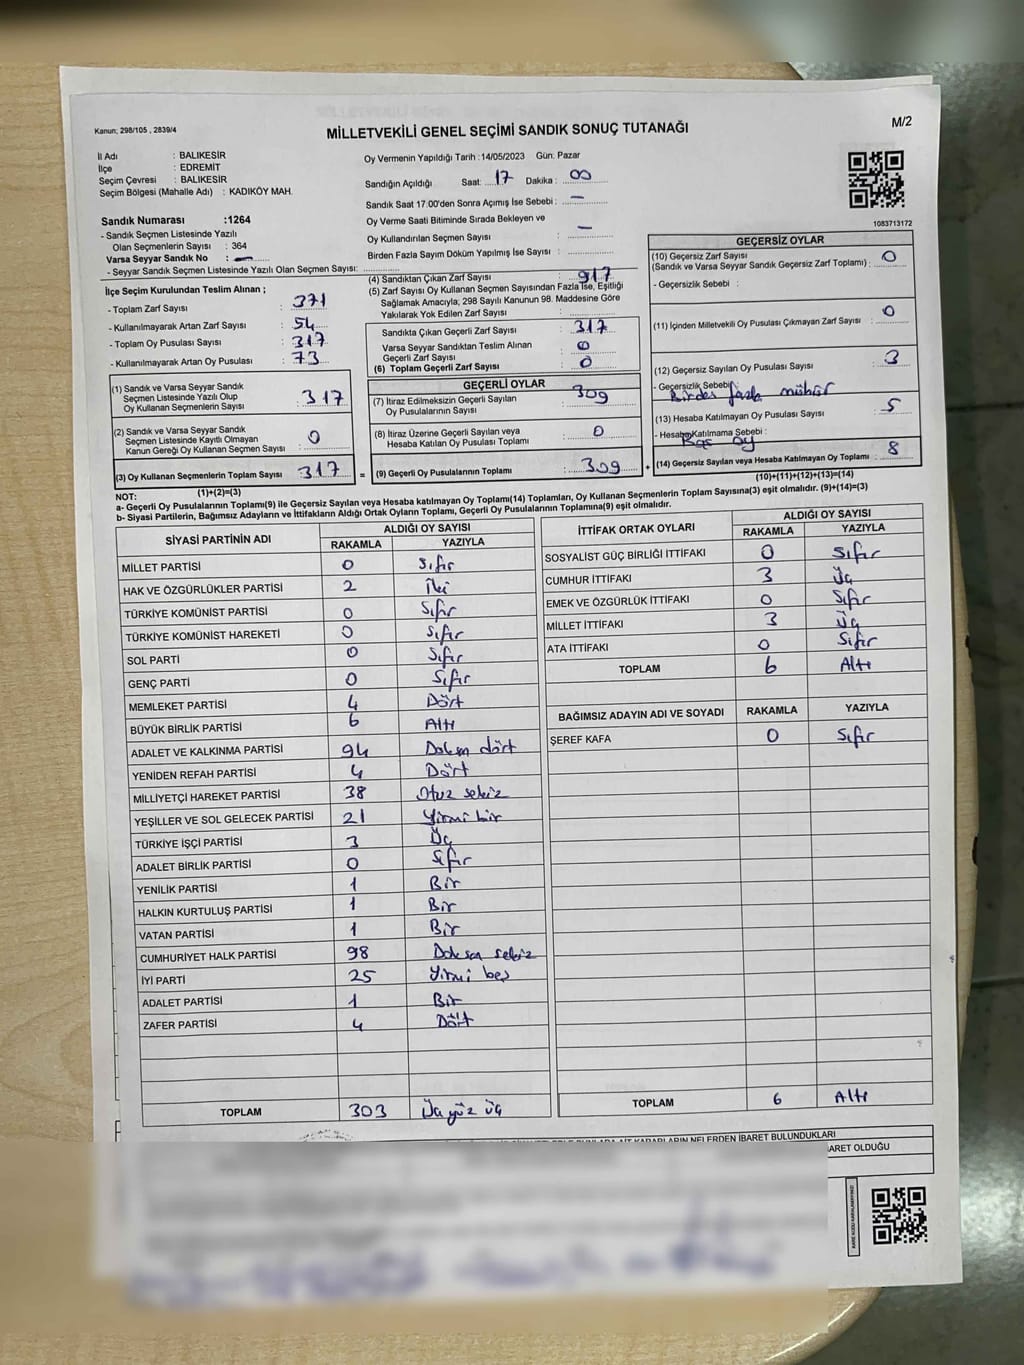 Kanun; 298/105 , 2839/4
MİLLETVEKİLİ GENEL SEÇİMİ SANDIK SONUÇ TUTANAĞI
M/2
İl Adı : BALIKESİR
İlçe : EDREMİT
Seçim Çevresi : BALIKESİR
Seçim Bölgesi (Mahalle Adı) : KADIKÖY MAH.
Sandık Numarası :1264
- Sandık Seçmen Listesinde Yazılı
Olan Seçmenlerin Sayısı : 364
Varsa Seyyar Sandık No : —
- Seyyar Sandık Seçmen Listesinde Yazılı Olan Seçmen Sayısı:
Oy Vermenin Yapıldığı Tarih :14/05/2023 Gün. Pazar
Sandığın Açıldığı Saat: 17 Dakika : 00
Sandık Saat 17:00'den Sonra Açımış İse Sebebi : —
Oy Verme Saati Bitiminde Sırada Bekleyen ve
Oy Kullandırılan Seçmen Sayısı : —
Birden Fazla Sayım Döküm Yapılmış İse Sayısı :
1083713172
İlçe Seçim Kurulundan Teslim Alınan ;
- Toplam Zarf Sayısı : 371
- Kullanılmayarak Artan Zarf Sayısı : 54
- Toplam Oy Pusulası Sayısı : 317
- Kullanılmayarak Artan Oy Pusulası : 73
(4) Sandıktan Çıkan Zarf Sayısı : 917
(5) Zarf Sayısı Oy Kullanan Seçmen Sayısından Fazla İse, Eşitliği
Sağlamak Amacıyla; 298 Sayılı Kanunun 98. Maddesine Göre
Yakılarak Yok Edilen Zarf Sayısı :
Sandıkta Çıkan Geçerli Zarf Sayısı : 317
Varsa Seyyar Sandıktan Teslim Alınan
Geçerli Zarf Sayısı : 0
(6) Toplam Geçerli Zarf Sayısı : 0
GEÇERSİZ OYLAR
(10) Geçersiz Zarf Sayısı
(Sandık ve Varsa Seyyar Sandık Geçersiz Zarf Toplamı) : 0
- Geçersizlik Sebebi :
(11) İçinden Milletvekili Oy Pusulası Çıkmayan Zarf Sayısı : 0
(12) Geçersiz Sayılan Oy Pusulası Sayısı : 3
- Geçersizlik Sebebi: Birden fazla mühür
(13) Hesaba Katılmayan Oy Pusulası Sayısı : 5
- Hesaba Katılmama Sebebi : Boş oy
(14) Geçersiz Sayılan veya Hesaba Katılmayan Oy Toplamı : 8
(10)+(11)+(12)+(13)=(14)
(1) Sandık ve Varsa Seyyar Sandık
Seçmen Listesinde Yazılı Olup
Oy Kullanan Seçmenlerin Sayısı : 317
(2) Sandık ve Varsa Seyyar Sandık
Seçmen Listesinde Kayıtlı Olmayan
Kanun Gereği Oy Kullanan Seçmen Sayısı : 0
(3) Oy Kullanan Seçmenlerin Toplam Sayısı : 317 =
(1)+(2)=(3)
GEÇERLİ OYLAR
(7) İtiraz Edilmeksizin Geçerli Sayılan
Oy Pusulalarının Sayısı : 309
(8) İtiraz Üzerine Geçerli Sayılan veya
Hesaba Katılan Oy Pusulası Toplamı : 0
(9) Geçerli Oy Pusulalarının Toplamı : 309 +
NOT:
a- Geçerli Oy Pusulalarının Toplamı(9) ile Geçersiz Sayılan veya Hesaba katılmayan Oy Toplamı(14) Toplamları, Oy Kullanan Seçmenlerin Toplam Sayısına(3) eşit olmalıdır. (9)+(14)=(3)
b- Siyasi Partilerin, Bağımsız Adayların ve İttifakların Aldığı Ortak Oyların Toplamı, Geçerli Oy Pusulalarının Toplamına(9) eşit olmalıdır.
SİYASİ PARTİNİN ADI ALDIĞI OY SAYISI
RAKAMLA YAZIYLA
MİLLET PARTİSİ 0 Sıfır
HAK VE ÖZGÜRLÜKLER PARTİSİ 2 İki
TÜRKİYE KOMÜNİST PARTİSİ 0 Sıfır
TÜRKİYE KOMÜNİST HAREKETİ 0 Sıfır
SOL PARTİ 0 Sıfır
GENÇ PARTİ 0 Sıfır
MEMLEKET PARTİSİ 4 Dört
BÜYÜK BİRLİK PARTİSİ 6 Altı
ADALET VE KALKINMA PARTİSİ 94 Doksan dört
YENİDEN REFAH PARTİSİ 4 Dört
MİLLİYETÇİ HAREKET PARTİSİ 38 Otuz sekiz
YEŞİLLER VE SOL GELECEK PARTİSİ 21 Yirmi bir
TÜRKİYE İŞÇİ PARTİSİ 3 Üç
ADALET BİRLİK PARTİSİ 0 Sıfır
YENİLİK PARTİSİ 1 Bir
HALKIN KURTULUŞ PARTİSİ 1 Bir
VATAN PARTİSİ 1 Bir
CUMHURİYET HALK PARTİSİ 98 Doksan sekiz
İYİ PARTİ 25 Yirmi beş
ADALET PARTİSİ 1 Bir
ZAFER PARTİSİ 4 Dört
TOPLAM 303 Üçyüz üç
İTTİFAK ORTAK OYLARI ALDIĞI OY SAYISI
RAKAMLA YAZIYLA
SOSYALİST GÜÇ BİRLİĞİ İTTİFAKI 0 Sıfır
CUMHUR İTTİFAKI 3 Üç
EMEK VE ÖZGÜRLÜK İTTİFAKI 0 Sıfır
MİLLET İTTİFAKI 3 Üç
ATA İTTİFAKI 0 Sıfır
TOPLAM 6 Altı
BAĞIMSIZ ADAYIN ADI VE SOYADI RAKAMLA YAZIYLA
ŞEREF KAFA 0 Sıfır
TOPLAM 6 Altı
NELERDEN İBARET BULUNDUKLARI
İBARET OLDUĞU